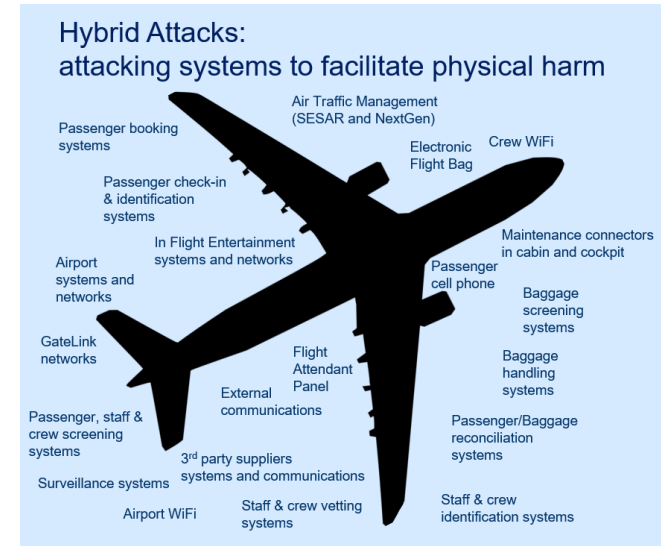 Hybrid Attacks:
attacking systems to facilitate physical harm
Air Traffic Management
(SESAR and NextGen)
Passenger booking
systems
Electronic
Flight Bag
Crew WiFi
Passenger check-in
& identification
systems
In Flight Entertainment
systems and networks
Maintenance connectors
in cabin and cockpit
Airport
systems and
networks
Passenger
cell phone
Baggage
screening
systems
GateLink
networks
Flight
Attendant
Panel
Baggage
handling
systems
External
communications
Passenger, staff &
crew screening
systems
Passenger/Baggage
reconciliation
systems
3rd party suppliers
systems and communications
Surveillance systems
Airport WiFi
Staff & crew vetting
systems
Staff & crew
identification systems